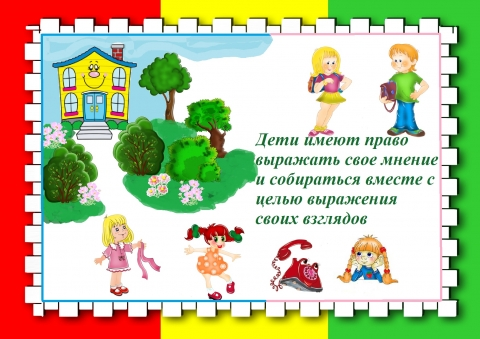 Дети имеют право
выражать свое мнение
и собираться вместе с
целью выражения
своих взглядов